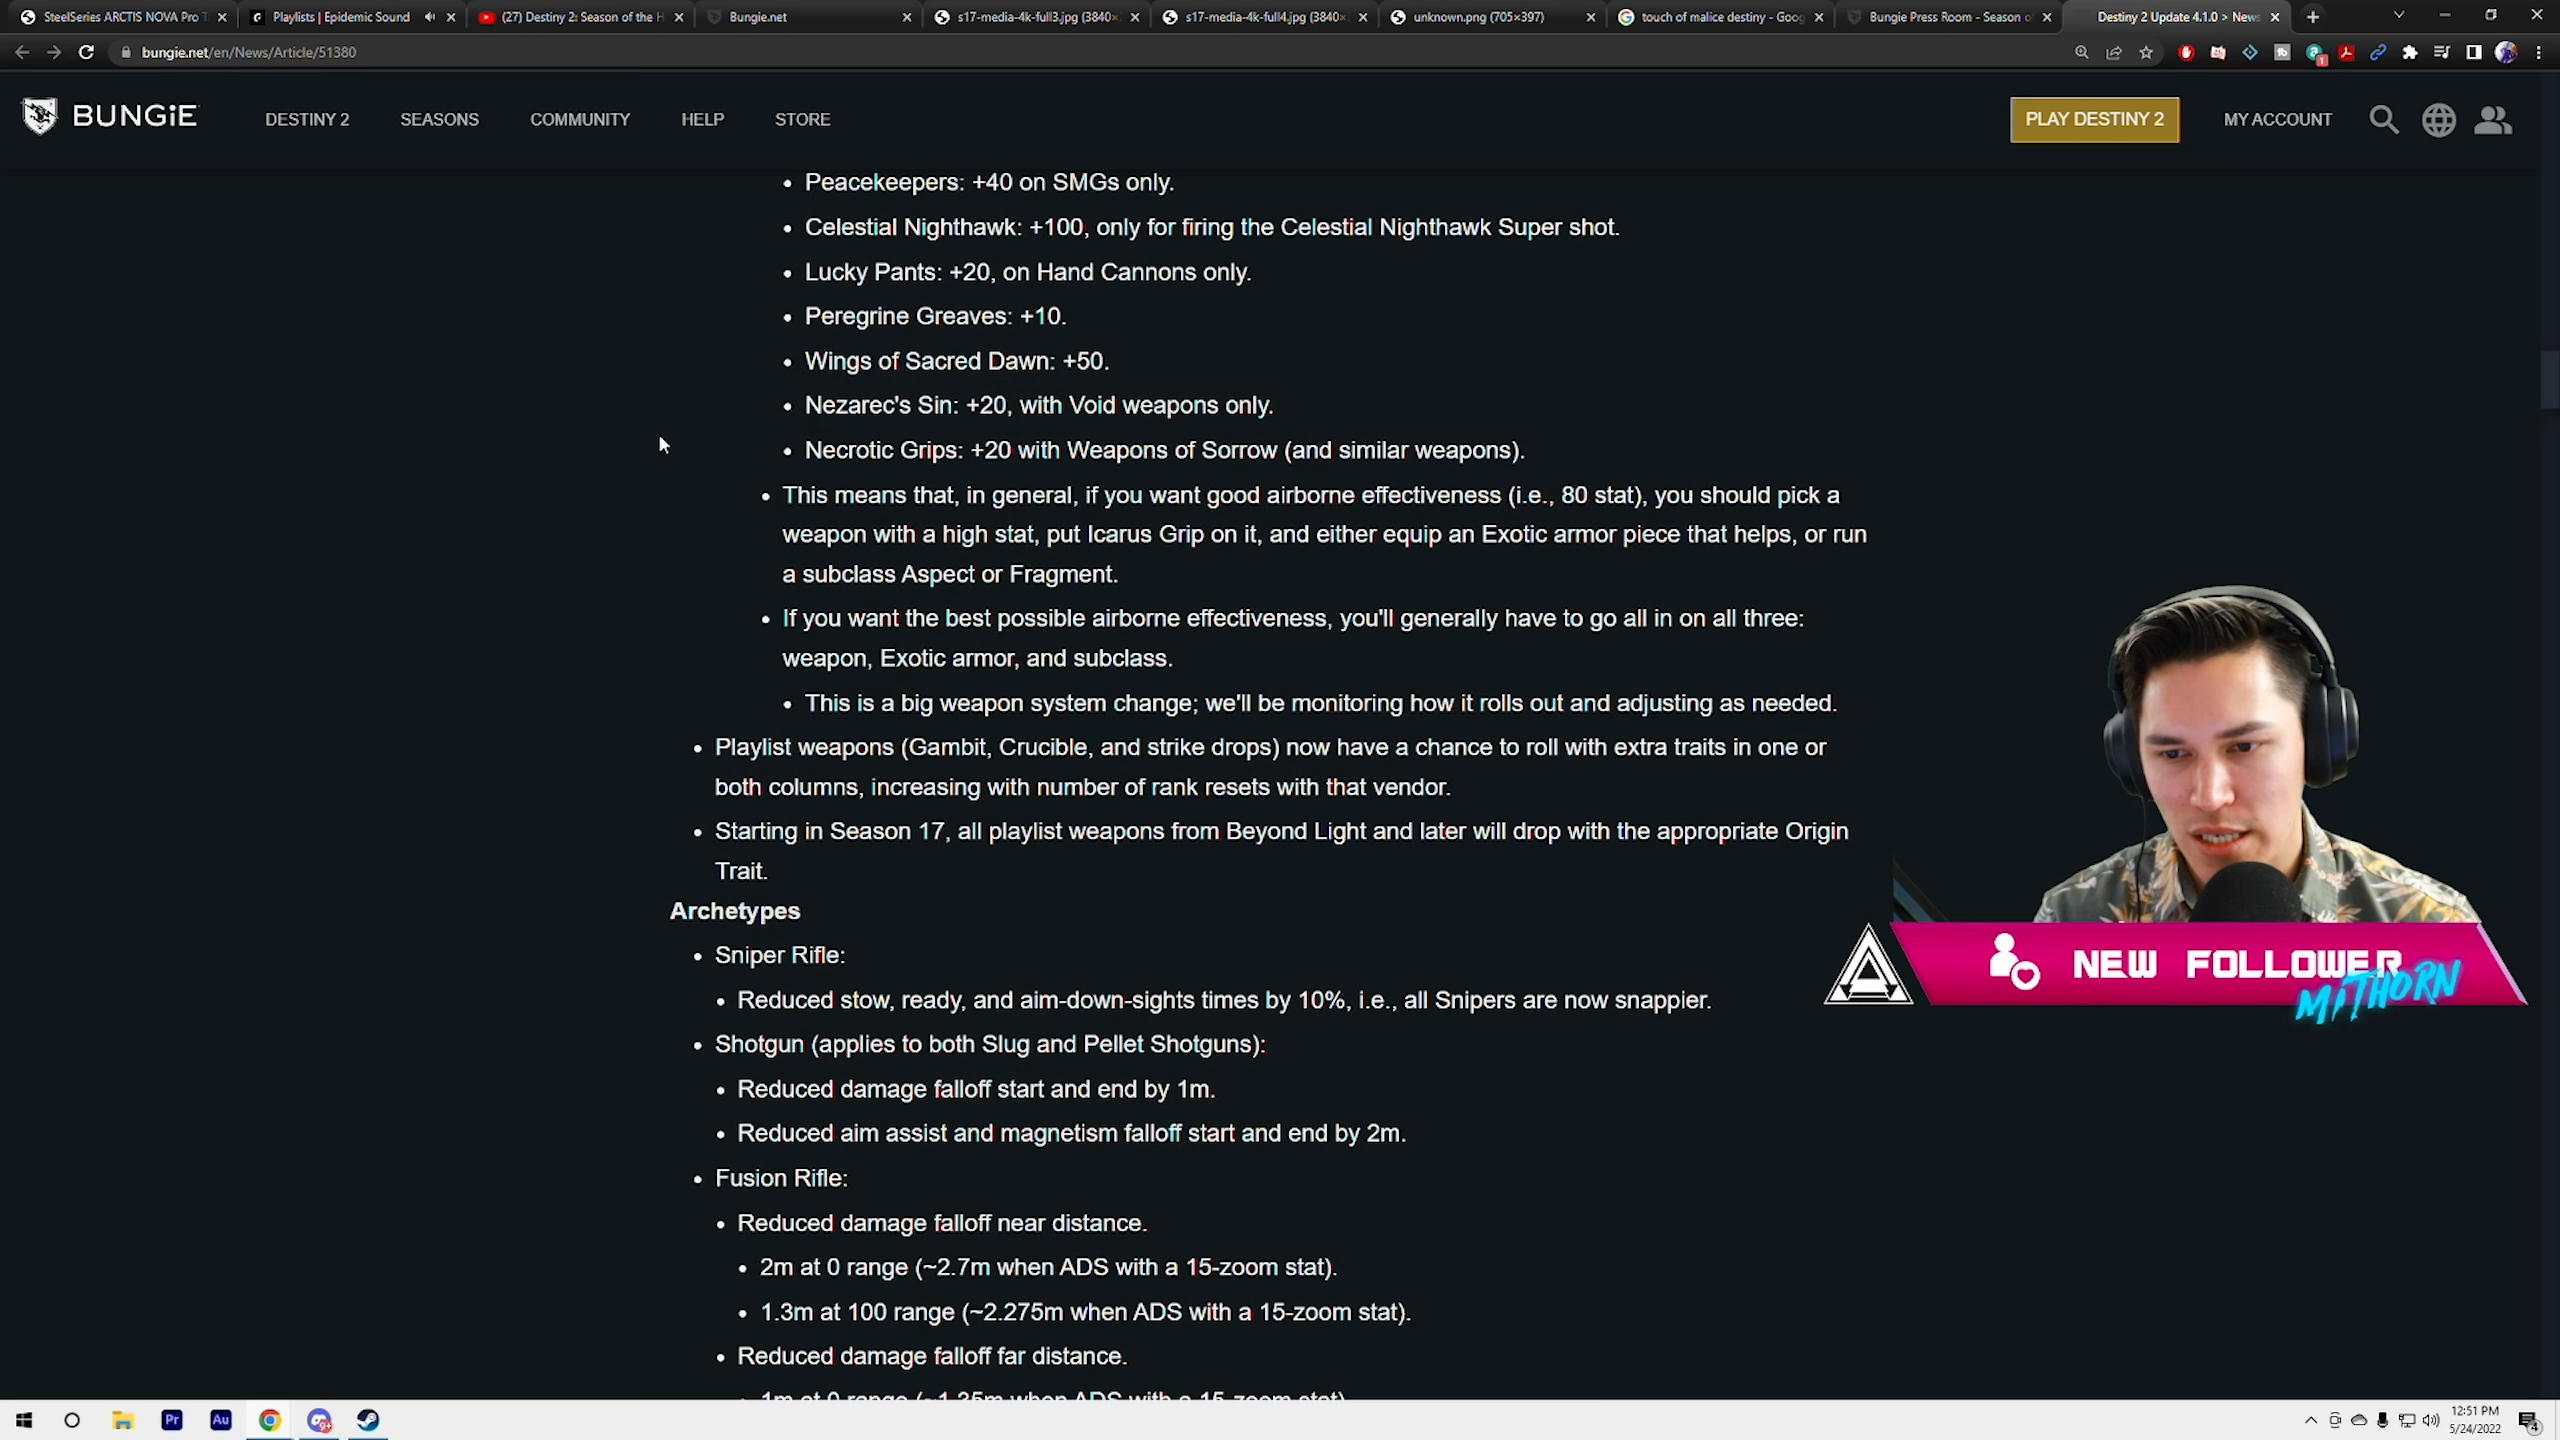 SteelSeries ARCTIS NOVA Pro
Playlists | Epidemic Sound
(27) Destiny 2: Season of the H
Bungie.net
s17-media-4k-full3.jpg (3840×
s17-media-4k-full4.jpg (3840×
unknown.png (705×397)
touch of malice destiny - Goog
Bungie Press Room - Season o
Destiny 2 Update 4.1.0 > News
bungie.net/en/News/Article/51380
BUNGiE
DESTINY 2
SEASONS
COMMUNITY
HELP
STORE
PLAY DESTINY 2
MY ACCOUNT
• Peacekeepers: +40 on SMGs only.
• Celestial Nighthawk: +100, only for firing the Celestial Nighthawk Super shot.
• Lucky Pants: +20, on Hand Cannons only.
• Peregrine Greaves: +10.
• Wings of Sacred Dawn: +50.
• Nezarec's Sin: +20, with Void weapons only.
• Necrotic Grips: +20 with Weapons of Sorrow (and similar weapons).
• This means that, in general, if you want good airborne effectiveness (i.e., 80 stat), you should pick a
weapon with a high stat, put Icarus Grip on it, and either equip an Exotic armor piece that helps, or run
a subclass Aspect or Fragment.
• If you want the best possible airborne effectiveness, you'll generally have to go all in on all three:
weapon, Exotic armor, and subclass.
• This is a big weapon system change; we'll be monitoring how it rolls out and adjusting as needed.
• Playlist weapons (Gambit, Crucible, and strike drops) now have a chance to roll with extra traits in one or
both columns, increasing with number of rank resets with that vendor.
• Starting in Season 17, all playlist weapons from Beyond Light and later will drop with the appropriate Origin
Trait.
Archetypes
• Sniper Rifle:
• Reduced stow, ready, and aim-down-sights times by 10%, i.e., all Snipers are now snappier.
• Shotgun (applies to both Slug and Pellet Shotguns):
• Reduced damage falloff start and end by 1m.
• Reduced aim assist and magnetism falloff start and end by 2m.
• Fusion Rifle:
• Reduced damage falloff near distance.
• 2m at 0 range (~2.7m when ADS with a 15-zoom stat).
• 1.3m at 100 range (~2.275m when ADS with a 15-zoom stat).
• Reduced damage falloff far distance.
• 1m at 0 range (~1.35m when ADS with a 15-zoom stat)
NEW FOLLOWER
MITHORN
Pr
Au
12:51 PM
5/24/2022